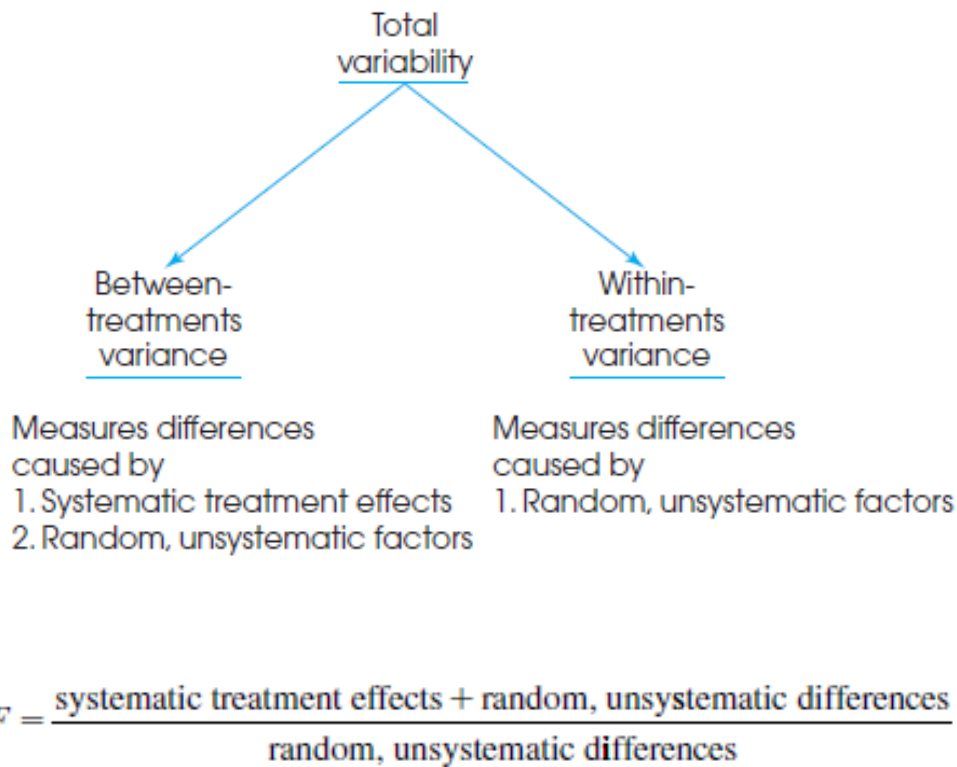 Total
variability
Between-
treatments
variance
Within-
treatments
variance
Measures differences
caused by
1. Systematic treatment effects
2. Random, unsystematic factors
Measures differences
caused by
1. Random, unsystematic factors
F = systematic treatment effects + random, unsystematic differences
random, unsystematic differences